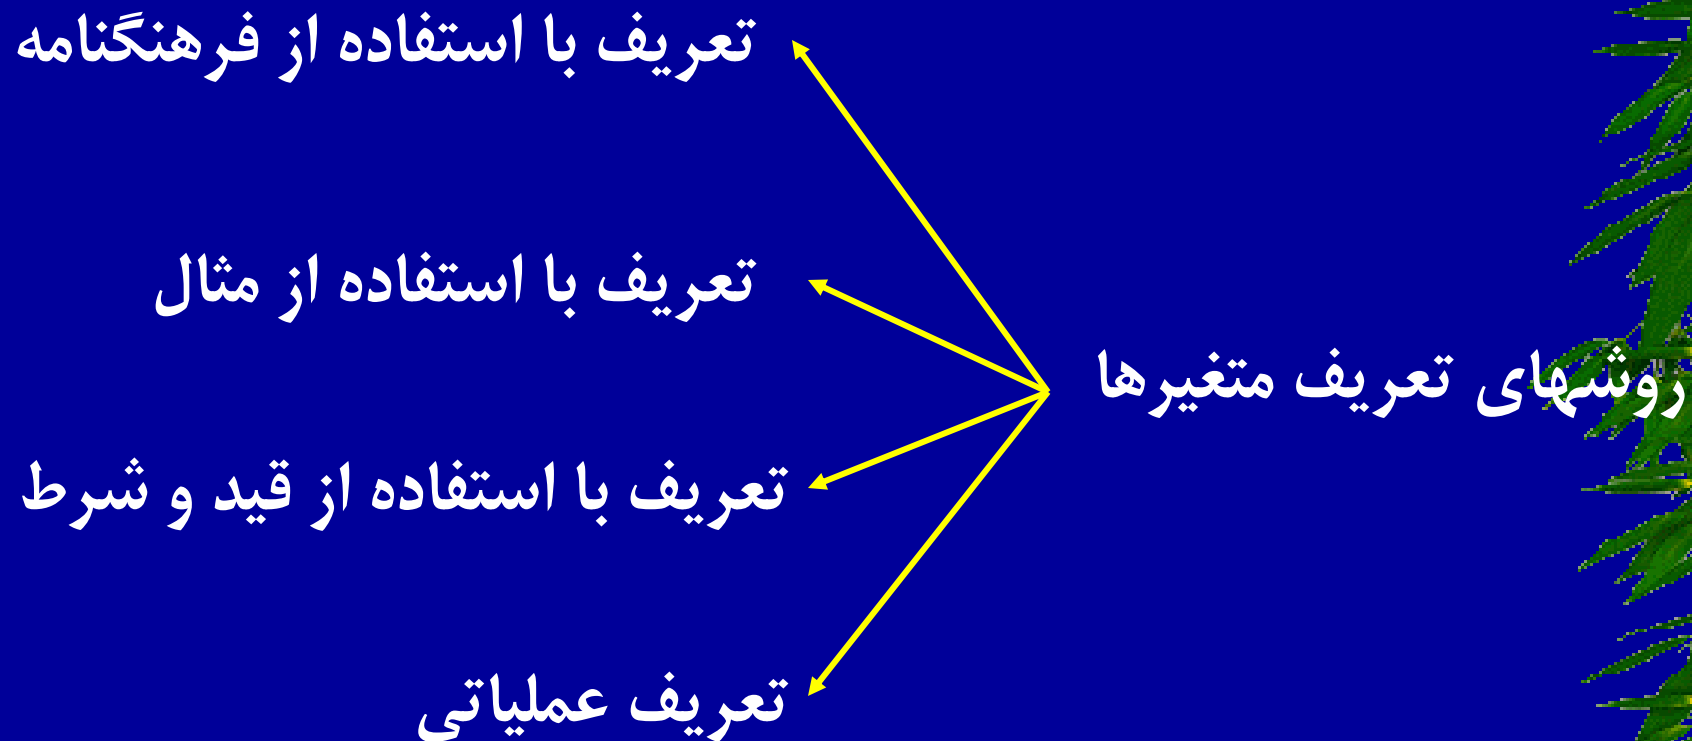 روشهای تعریف متغیرها
تعریف با استفاده از فرهنگنامه
تعریف با استفاده از مثال
تعریف با استفاده از قید و شرط
تعریف عملیاتی